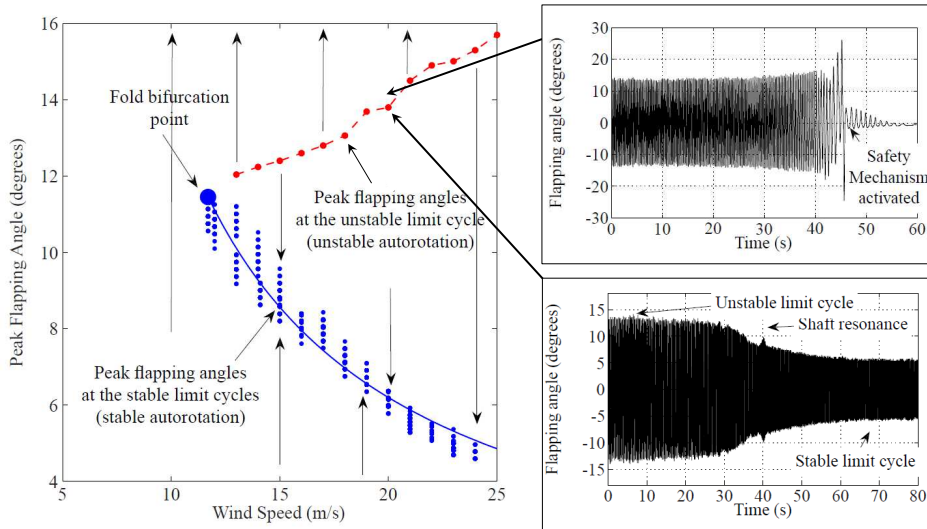 16
14
12
10
8
6
4
Peak Flapping Angle (degrees)
5
10
15
20
25
Wind Speed (m/s)
Fold bifurcation
point
Peak flapping angles
at the unstable limit cycle
(unstable autorotation)
Peak flapping angles
at the stable limit cycles
(stable autorotation)
30
20
10
0
-10
-20
-30
Flapping angle (degrees)
0
10
20
30
40
50
60
Time (s)
Safety
Mechanism
activated
15
10
5
0
-5
-10
-15
Flapping angle (degrees)
0
10
20
30
40
50
60
70
80
Time (s)
Unstable limit cycle
Shaft resonance
Stable limit cycle